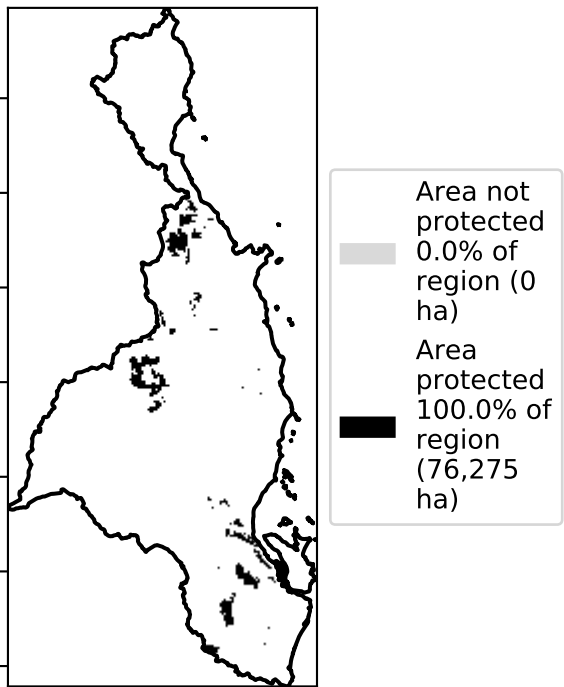 Area not
protected
0.0% of
region (0
ha)
Area
protected
100.0% of
region
(76,275
ha)